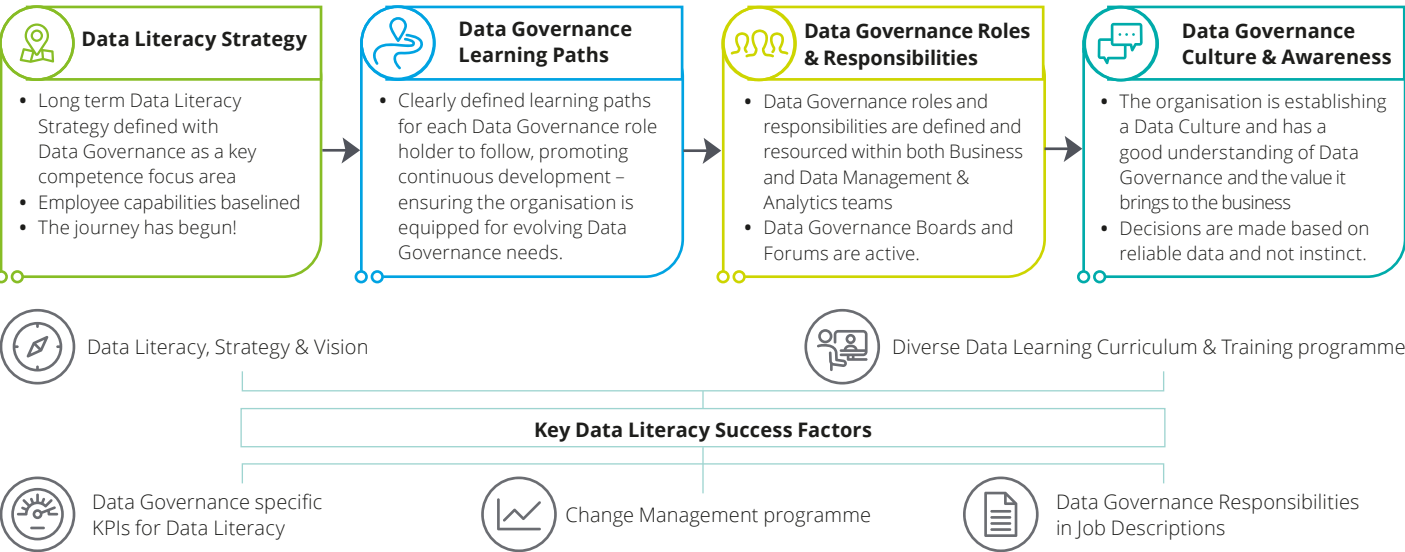 Data Literacy Strategy
• Long term Data Literacy
Strategy defined with
Data Governance as a key
competence focus area
• Employee capabilities baselined
• The journey has begun!
Data Governance
Learning Paths
• Clearly defined learning paths
for each Data Governance role
holder to follow, promoting
continuous development –
ensuring the organisation is
equipped for evolving Data
Governance needs.
Data Governance Roles
& Responsibilities
• Data Governance roles and
responsibilities are defined and
resourced within both Business
and Data Management &
Analytics teams
• Data Governance Boards and
Forums are active.
Data Governance
Culture & Awareness
• The organisation is establishing
a Data Culture and has a
good understanding of Data
Governance and the value it
brings to the business
• Decisions are made based on
reliable data and not instinct.
Data Literacy, Strategy & Vision
Diverse Data Learning Curriculum & Training programme
Key Data Literacy Success Factors
Data Governance specific
KPIs for Data Literacy
Change Management programme
Data Governance Responsibilities
in Job Descriptions